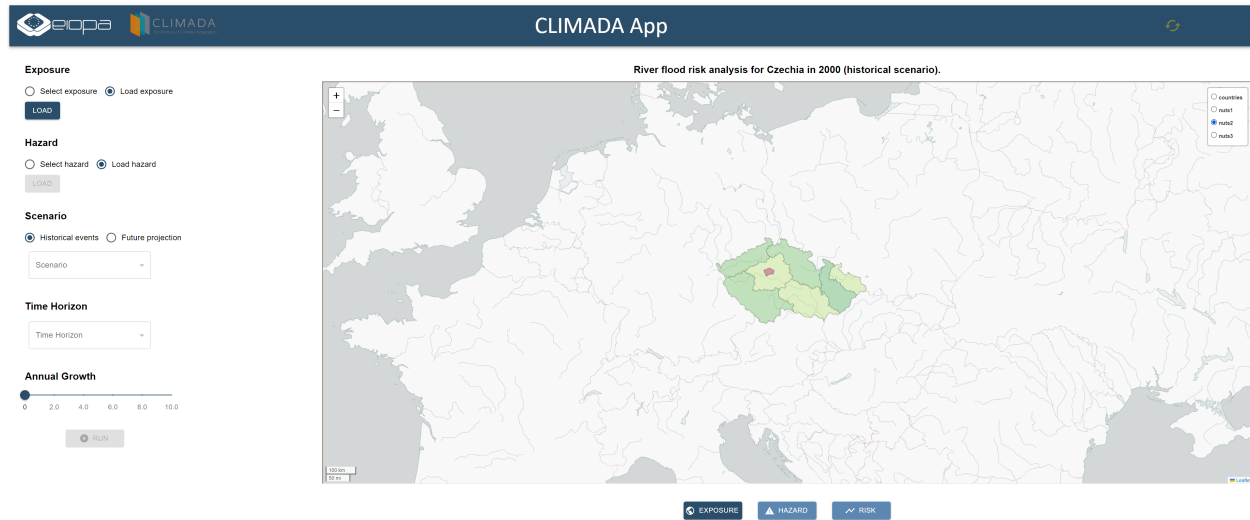 eiopa
CLIMADA
CLIMADA App
Exposure
Select exposure
Load exposure
LOAD
Hazard
Select hazard
Load hazard
LOAD
Scenario
Historical events
Future projection
Scenario
Time Horizon
Time Horizon
Annual Growth
0 2.0 4.0 6.0 8.0 10.0
RUN
River flood risk analysis for Czechia in 2000 (historical scenario).
+
−
countries
nuts1
nuts2
nuts3
100 km
50 mi
EXPOSURE
HAZARD
RISK